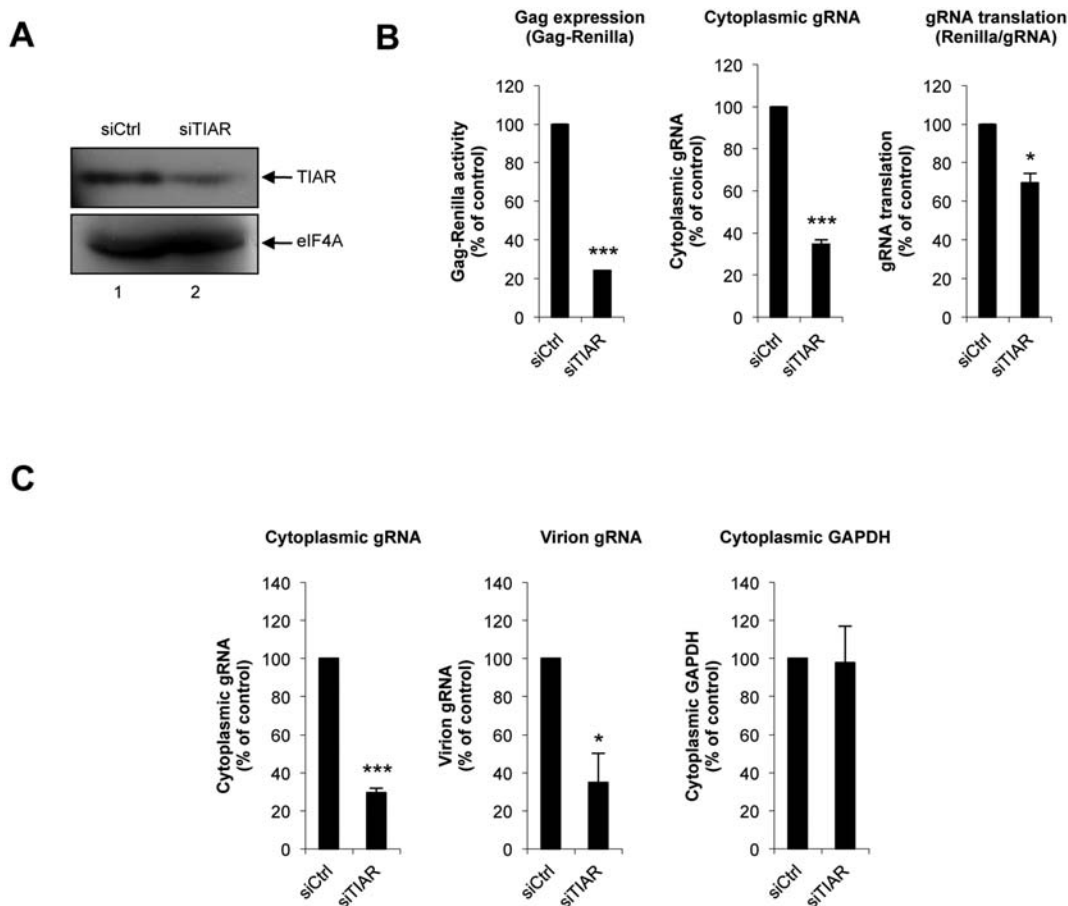 A
siCtrl siTIAR
TIAR
eIF4A
1 2
B
Gag expression
(Gag-Renilla)
Gag-Renilla activity
(% of control)
120
100
80
60
40
20
0
***
siCtrl
siTIAR
Cytoplasmic gRNA
Cytoplasmic gRNA
(% of control)
120
100
80
60
40
20
0
***
siCtrl
siTIAR
gRNA translation
(Renilla/gRNA)
gRNA translation
(% of control)
120
100
80
60
40
20
0
*
siCtrl
siTIAR
C
Cytoplasmic gRNA
Cytoplasmic gRNA
(% of control)
140
120
100
80
60
40
20
0
***
siCtrl
siTIAR
Virion gRNA
Virion gRNA
(% of control)
140
120
100
80
60
40
20
0
*
siCtrl
siTIAR
Cytoplasmic GAPDH
Cytoplasmic GAPDH
(% of control)
140
120
100
80
60
40
20
0
siCtrl
siTIAR